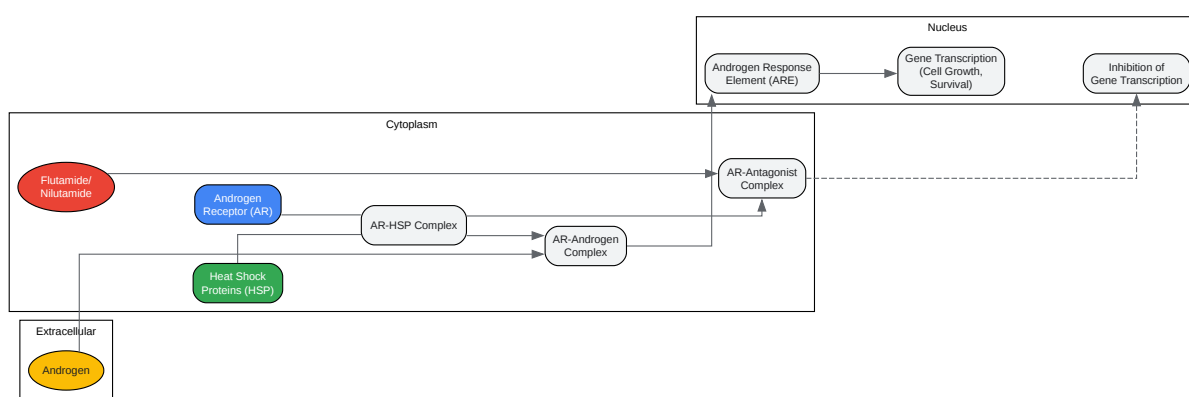 Nucleus
Androgen Response
Element (ARE)
Gene Transcription
(Cell Growth,
Survival)
Inhibition of
Gene Transcription
Cytoplasm
Flutamide/
Nilutamide
Androgen
Receptor (AR)
AR-HSP Complex
AR-Antagonist
Complex
AR-Androgen
Complex
Heat Shock
Proteins (HSP)
Extracellular
Androgen